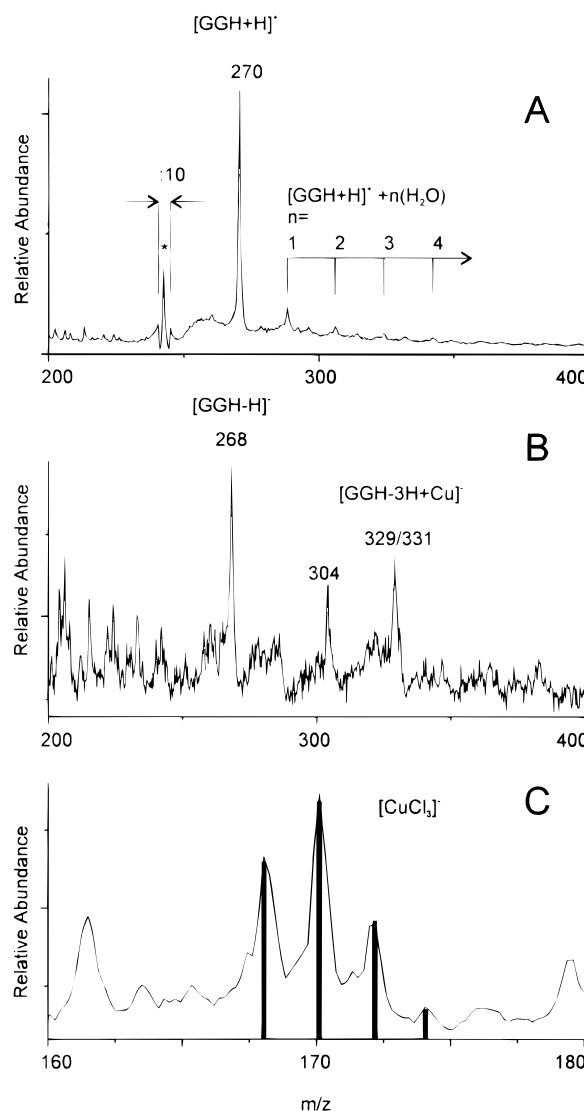 [GGH+H]⁺
270
A
:10
[GGH+H]⁺ +n(H₂O)
n=
*
1 2 3 4
Relative Abundance
200 300 400
[GGH-H]⁻
268
B
[GGH-3H+Cu]⁻
329/331
304
Relative Abundance
200 300 400
C
[CuCl₃]⁻
Relative Abundance
160 170 180
m/z